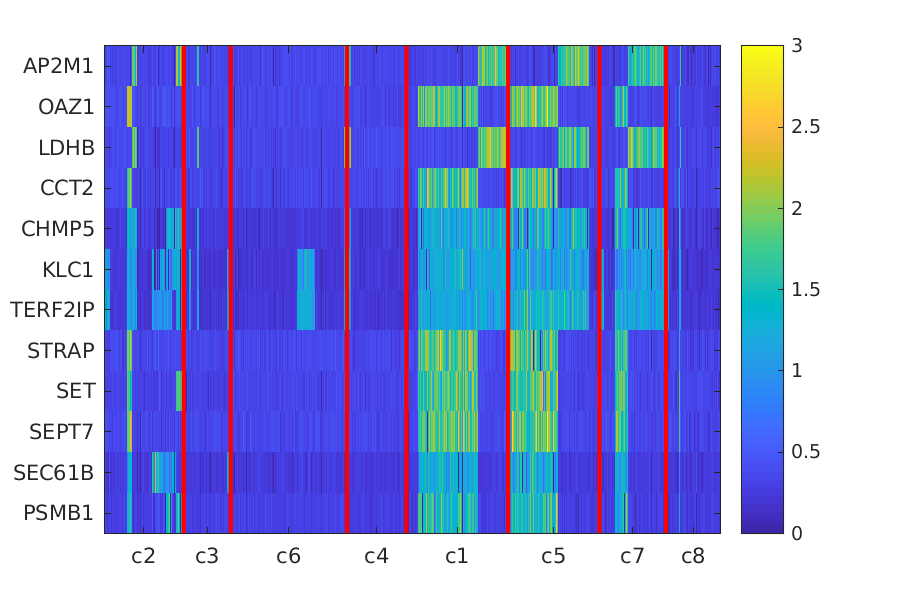 AP2M1
OAZ1
LDHB
CCT2
CHMP5
KLC1
TERF2IP
STRAP
SET
SEPT7
SEC61B
PSMB1
c2 c3 c6 c4 c1 c5 c7 c8
3
2.5
2
1.5
1
0.5
0